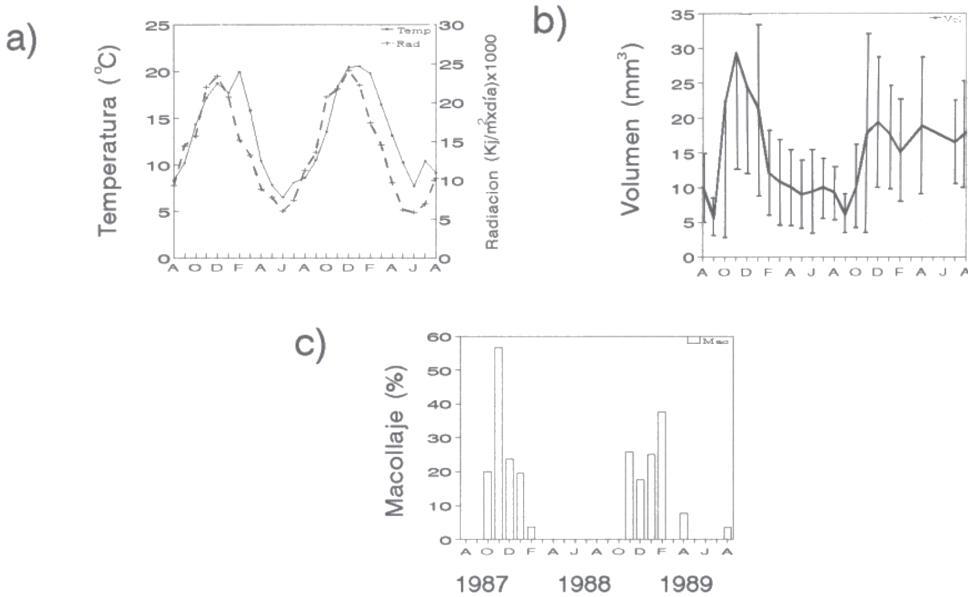 a)
Temperatura (°C)
25
20
15
10
5
0
Temp
Rad
30
25
20
15
10
5
0
Radiacion (Kj/m²xdía)x1000
A O D F A J A O D F A J A
b)
Volumen (mm³)
35
30
25
20
15
10
5
0
Vol
A O D F A J A O D F A J A
c)
Macollaje (%)
60
50
40
30
20
10
0
Mac
A O D F A J A O D F A J A
1987 1988 1989